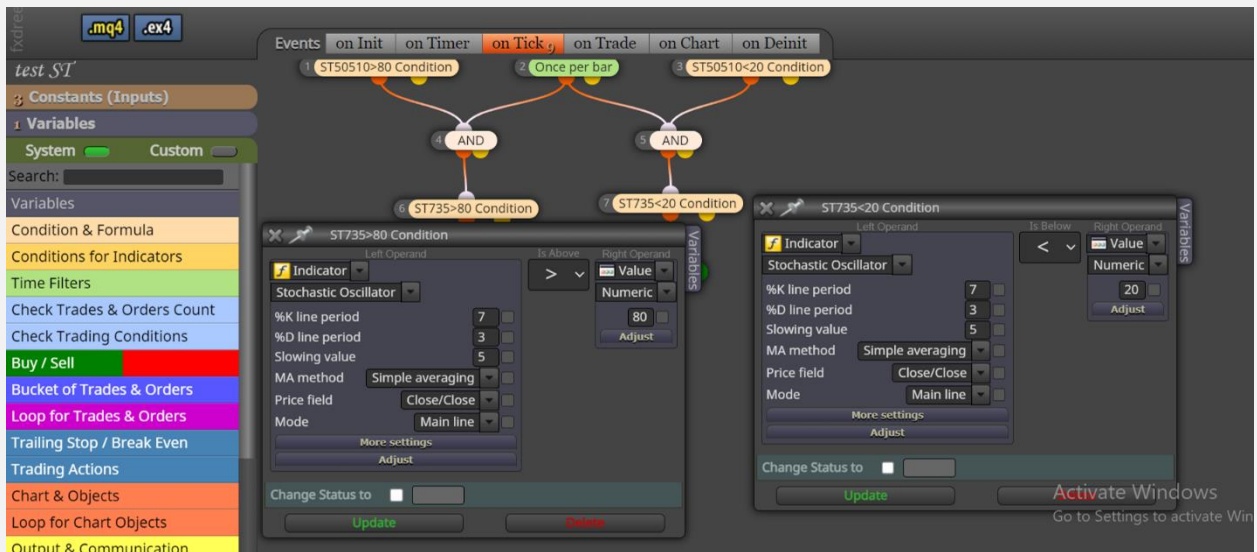 fxdree
.mq4 .ex4
Events on Init on Timer on Tick 9 on Trade on Chart on Deinit
test ST
1 ST50510>80 Condition 2 Once per bar 3 ST50510<20 Condition
3 Constants (Inputs)
1 Variables
System Custom
4 AND 5 AND
Search:
Variables
6 ST735>80 Condition 7 ST735<20 Condition
Condition & Formula
Conditions for Indicators
Time Filters
Check Trades & Orders Count
Check Trading Conditions
Buy / Sell
Bucket of Trades & Orders
Loop for Trades & Orders
Trailing Stop / Break Even
Trading Actions
Chart & Objects
Loop for Chart Objects
Output & Communication
ST735>80 Condition
Variables
Left Operand Is Above Right Operand
f Indicator > Value
Stochastic Oscillator Numeric
%K line period 7 80
%D line period 3 Adjust
Slowing value 5
MA method Simple averaging
Price field Close/Close
Mode Main line
More settings
Adjust
Change Status to
Update Delete
ST735<20 Condition
Variables
Left Operand Is Below Right Operand
f Indicator < Value
Stochastic Oscillator Numeric
%K line period 7 20
%D line period 3 Adjust
Slowing value 5
MA method Simple averaging
Price field Close/Close
Mode Main line
More settings
Adjust
Change Status to
Update
Activate Windows
Go to Settings to activate Win